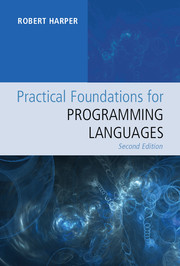 ROBERT HARPER
Practical Foundations for
PROGRAMMING
LANGUAGES
Second Edition